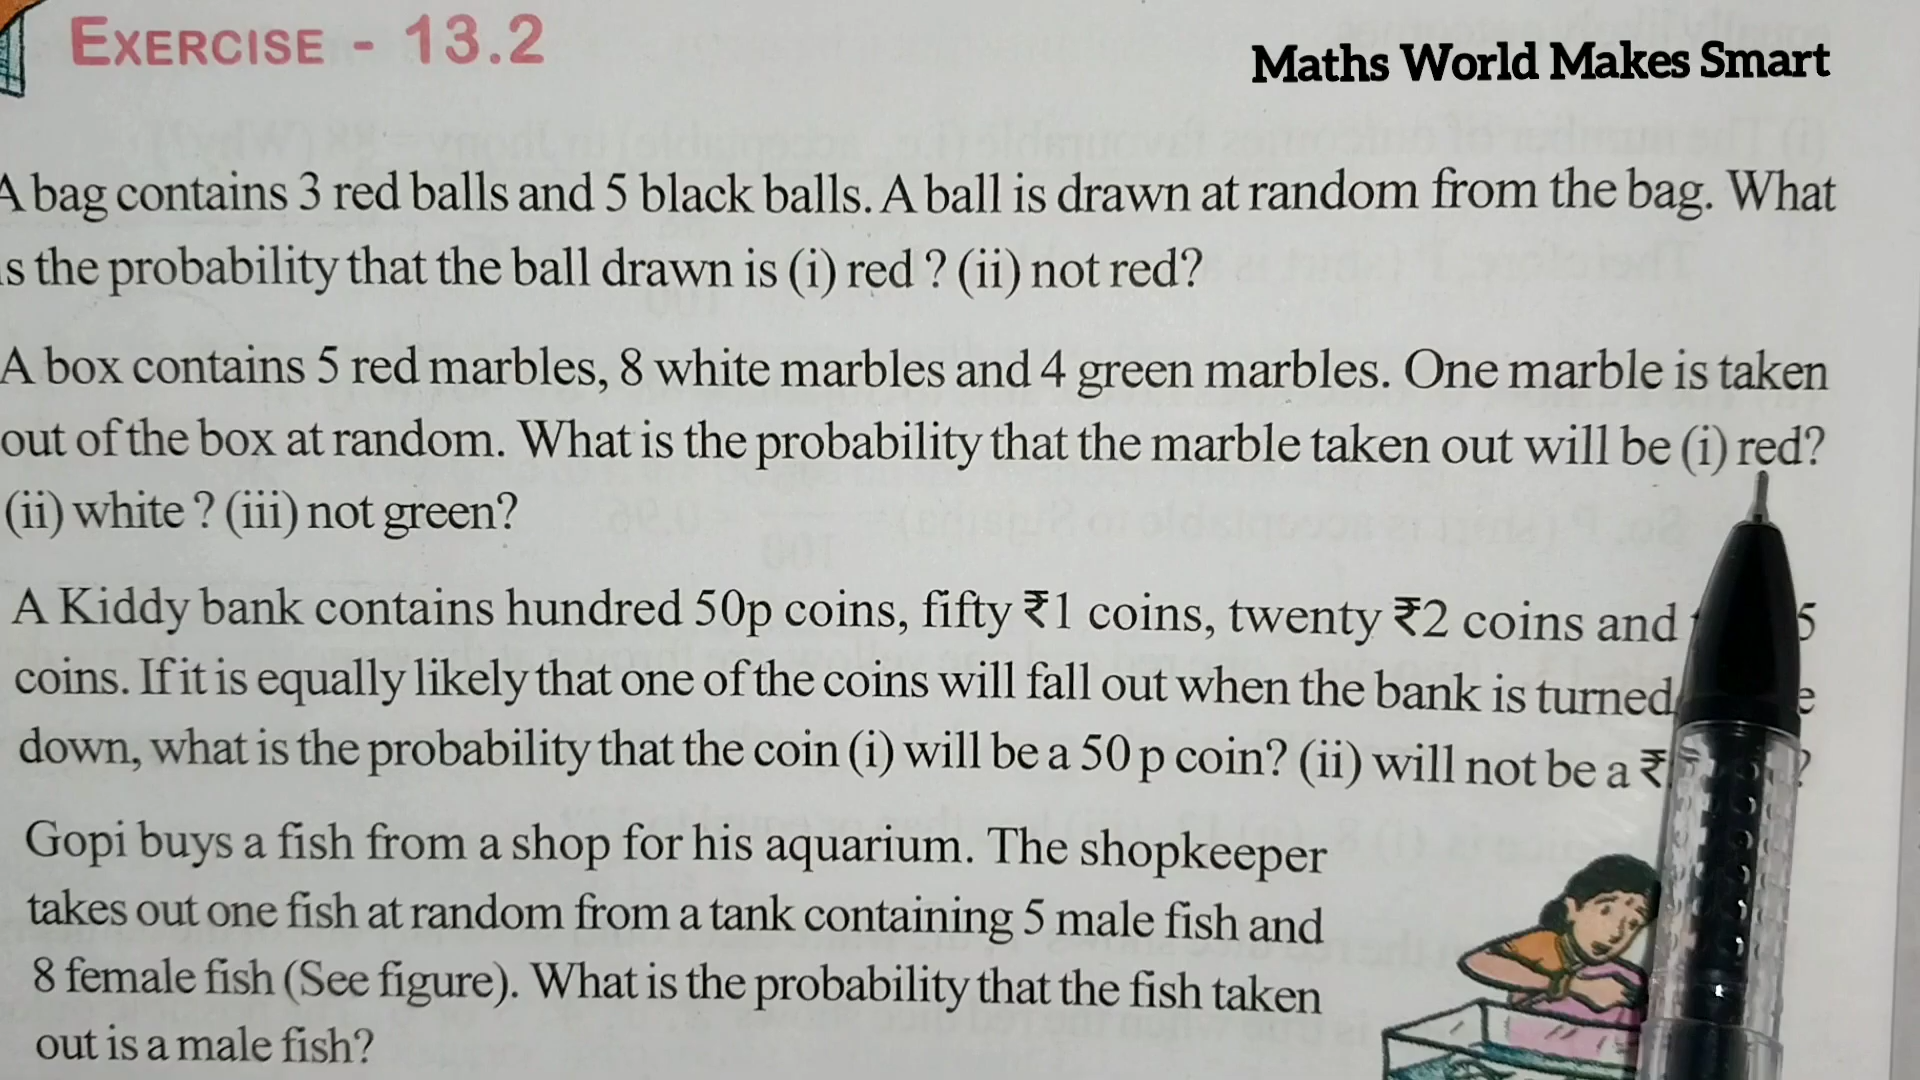 EXERCISE - 13.2
Maths World Makes Smart
A bag contains 3 red balls and 5 black balls. A ball is drawn at random from the bag. What
is the probability that the ball drawn is (i) red ? (ii) not red?
A box contains 5 red marbles, 8 white marbles and 4 green marbles. One marble is taken
out of the box at random. What is the probability that the marble taken out will be (i) red?
(ii) white ? (iii) not green?
A Kiddy bank contains hundred 50p coins, fifty ₹1 coins, twenty ₹2 coins and 5
coins. If it is equally likely that one of the coins will fall out when the bank is turned
down, what is the probability that the coin (i) will be a 50 p coin? (ii) will not be a ₹5 ?
Gopi buys a fish from a shop for his aquarium. The shopkeeper
takes out one fish at random from a tank containing 5 male fish and
8 female fish (See figure). What is the probability that the fish taken
out is a male fish?